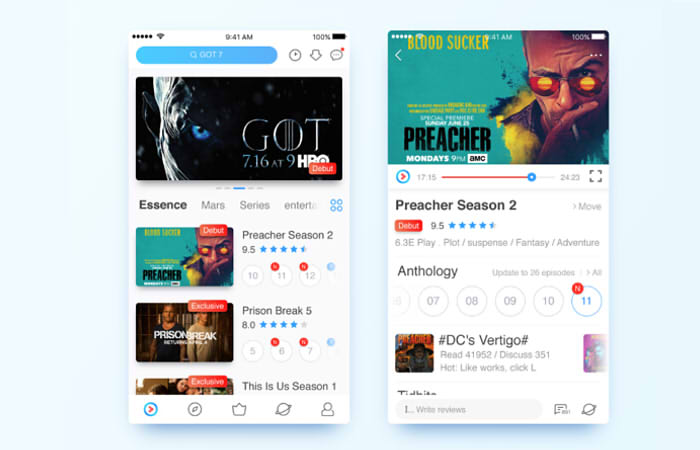 9:41 AM 100%
GOT 7
GOT
7.16 AT 9 HBO
Debut
Essence Mars Series enterta
Debut
BLOOD SUCKER
PREACHER
Preacher Season 2
9.5
10 N 11 N 12
Exclusive
PRISON BREAK
RETURNING APRIL 4
Prison Break 5
8.0
5 N 6 N 7
Exclusive
This Is Us Season 1
9:41 AM 100%
BLOOD SUCKER
SPECIAL PREMIERE
SUNDAY JUNE 25
PREACHER
MONDAYS 9PM amc
17:15 24:23
Preacher Season 2 Move
Debut 9.5
6.3E Play . Plot / suspense / Fantasy / Adventure
Anthology Update to 26 episodes All
07 08 09 10 N 11
PREACHER
#DC's Vertigo#
Read 41952 / Discuss 351
Hot: Like works, click L
Tidbits
I... Write reviews